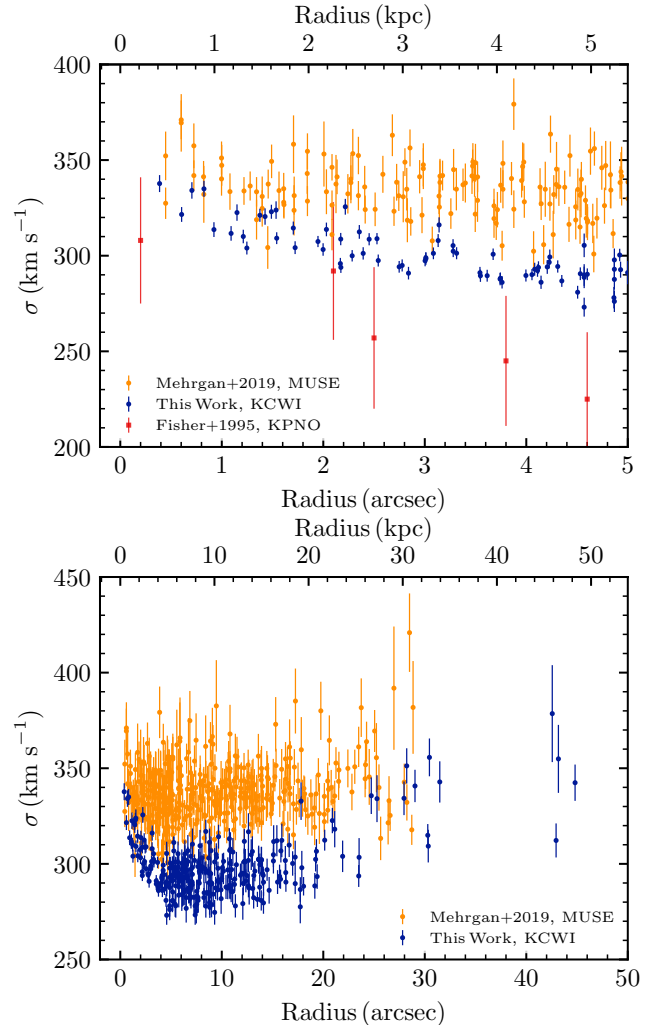 Radius (kpc)
0 1 2 3 4 5
400
350
300
250
200
σ (km s⁻¹)
Mehrgan+2019, MUSE
This Work, KCWI
Fisher+1995, KPNO
0 1 2 3 4 5
Radius (arcsec)
Radius (kpc)
0 10 20 30 40 50
450
400
350
300
250
σ (km s⁻¹)
Mehrgan+2019, MUSE
This Work, KCWI
0 10 20 30 40 50
Radius (arcsec)